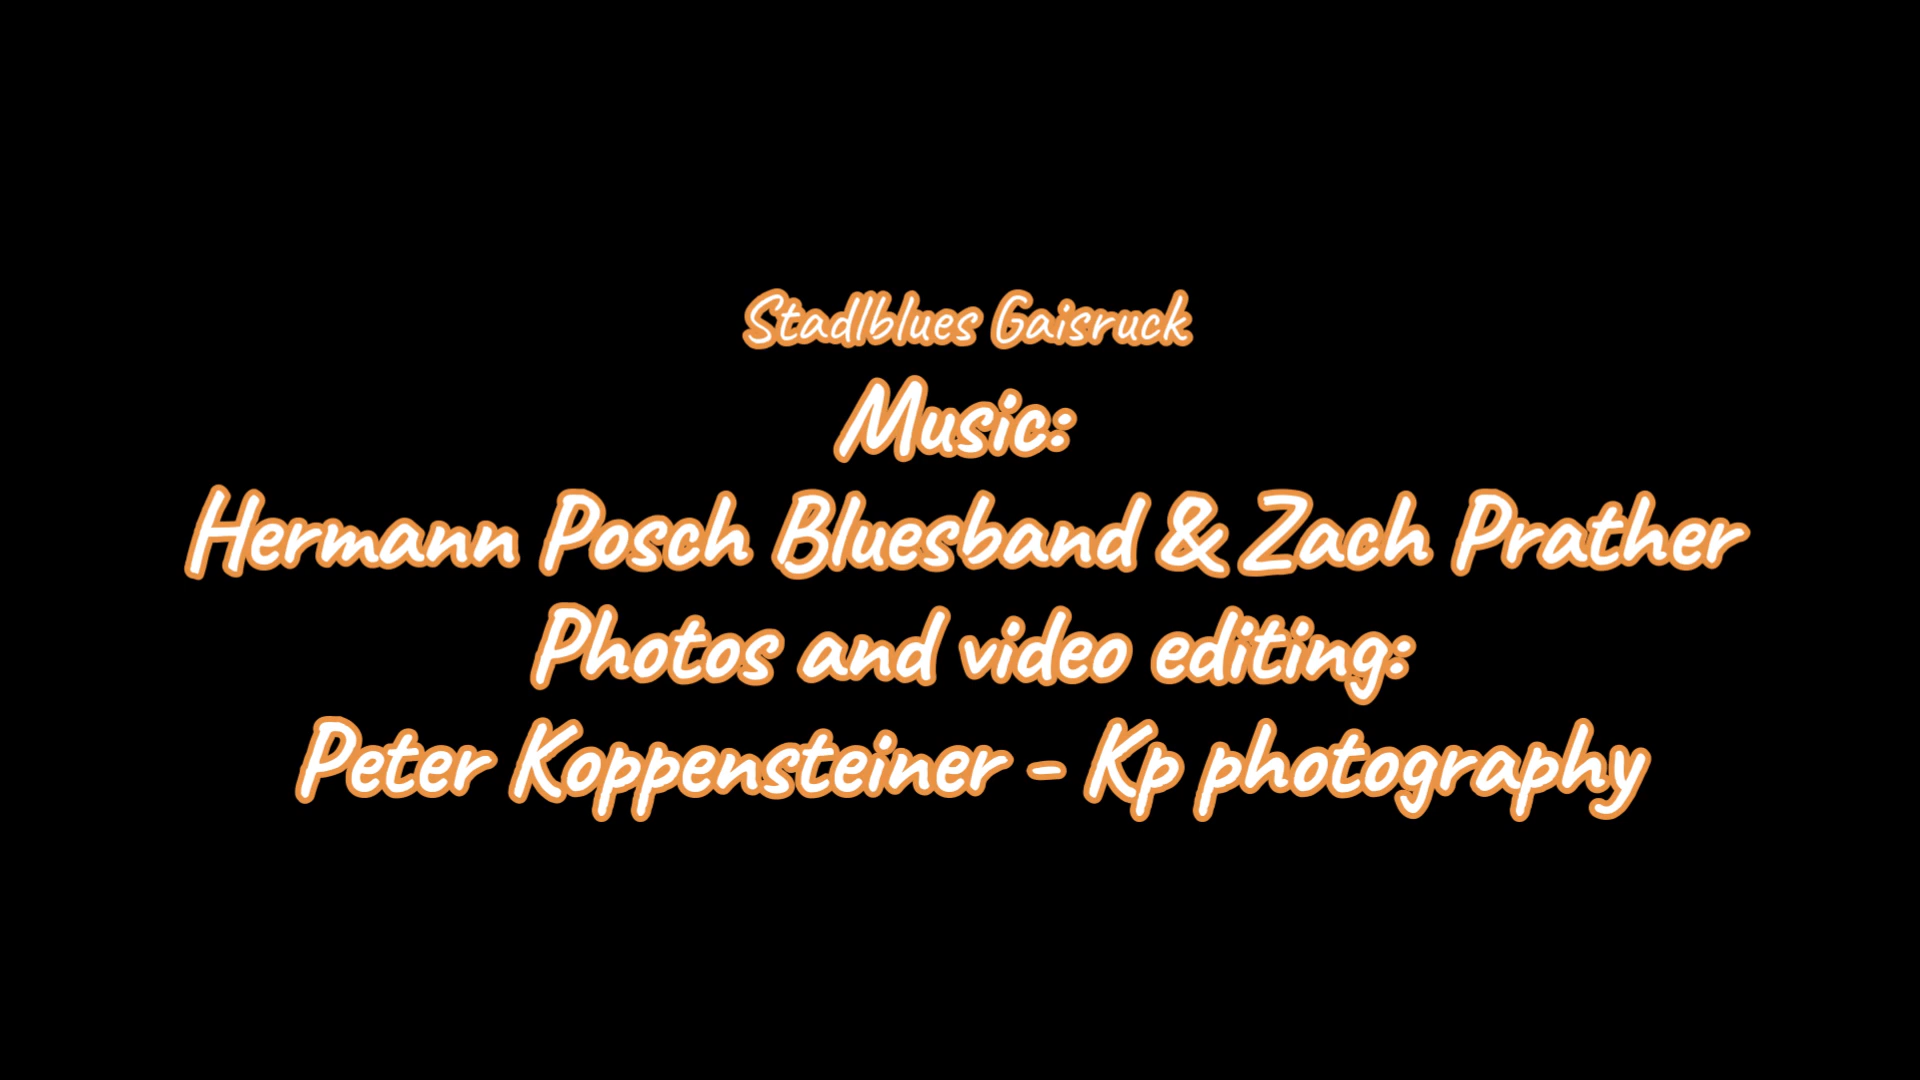 Stadlblues Gaisruck
Music:
Hermann Posch Bluesband & Zach Prather
Photos and video editing:
Peter Koppensteiner - Kp photography